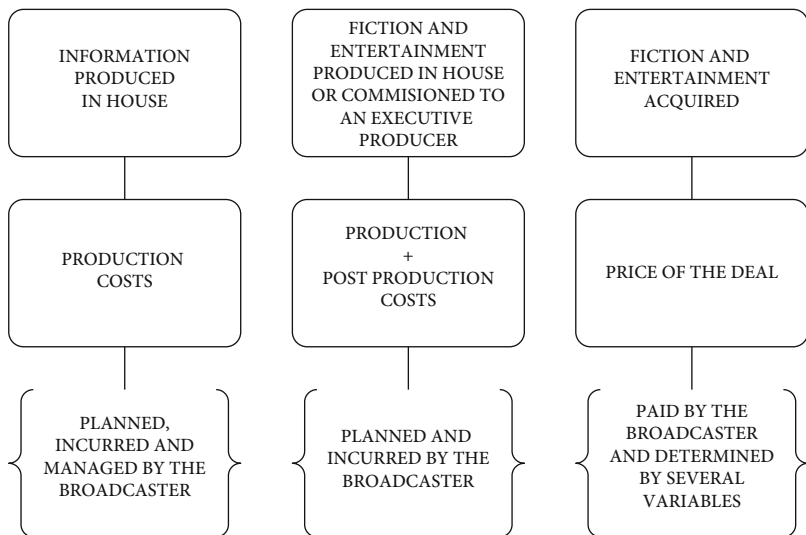 INFORMATION
PRODUCED
IN HOUSE
FICTION AND
ENTERTAINMENT
PRODUCED IN HOUSE
OR COMMISIONED TO
AN EXECUTIVE
PRODUCER
FICTION AND
ENTERTAINMENT
ACQUIRED
PRODUCTION
COSTS
PRODUCTION
+
POST PRODUCTION
COSTS
PRICE OF THE DEAL
PLANNED,
INCURRED AND
MANAGED BY THE
BROADCASTER
PLANNED AND
INCURRED BY THE
BROADCASTER
PAID BY THE
BROADCASTER
AND DETERMINED
BY SEVERAL
VARIABLES